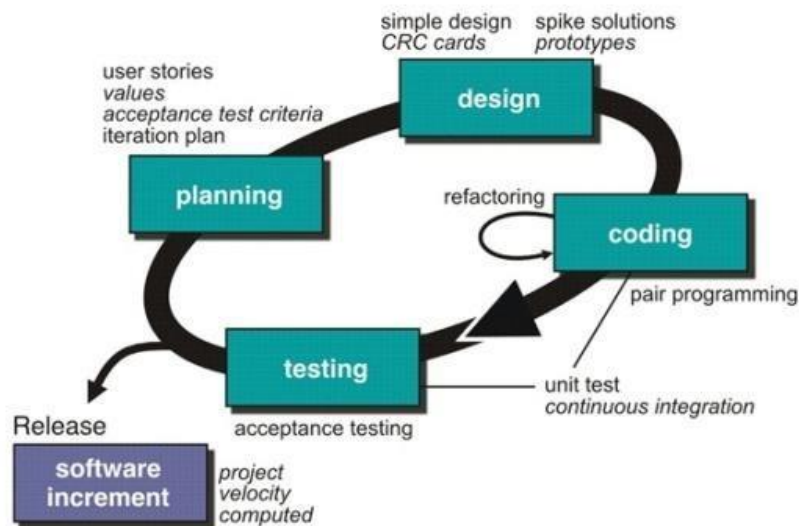 simple design
CRC cards
spike solutions
prototypes
design
user stories
values
acceptance test criteria
iteration plan
planning
refactoring
coding
pair programming
testing
unit test
continuous integration
acceptance testing
Release
software
increment
project
velocity
computed